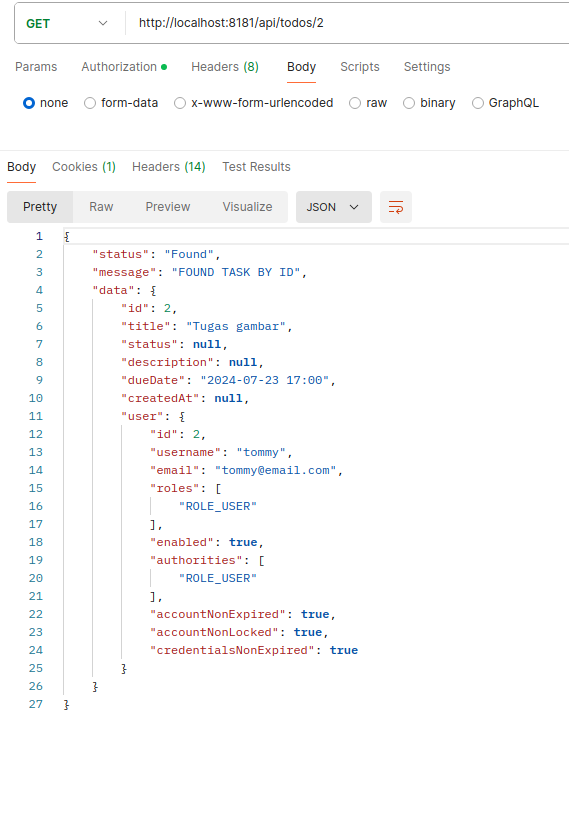 GET http://localhost:8181/api/todos/2
Params Authorization Headers (8) Body Scripts Settings
none form-data x-www-form-urlencoded raw binary GraphQL
Body Cookies (1) Headers (14) Test Results
Pretty Raw Preview Visualize JSON
1 {
2 "status": "Found",
3 "message": "FOUND TASK BY ID",
4 "data": {
5 "id": 2,
6 "title": "Tugas gambar",
7 "status": null,
8 "description": null,
9 "dueDate": "2024-07-23 17:00",
10 "createdAt": null,
11 "user": {
12 "id": 2,
13 "username": "tommy",
14 "email": "tommy@email.com",
15 "roles": [
16 "ROLE_USER"
17 ],
18 "enabled": true,
19 "authorities": [
20 "ROLE_USER"
21 ],
22 "accountNonExpired": true,
23 "accountNonLocked": true,
24 "credentialsNonExpired": true
25 }
26 }
27 }